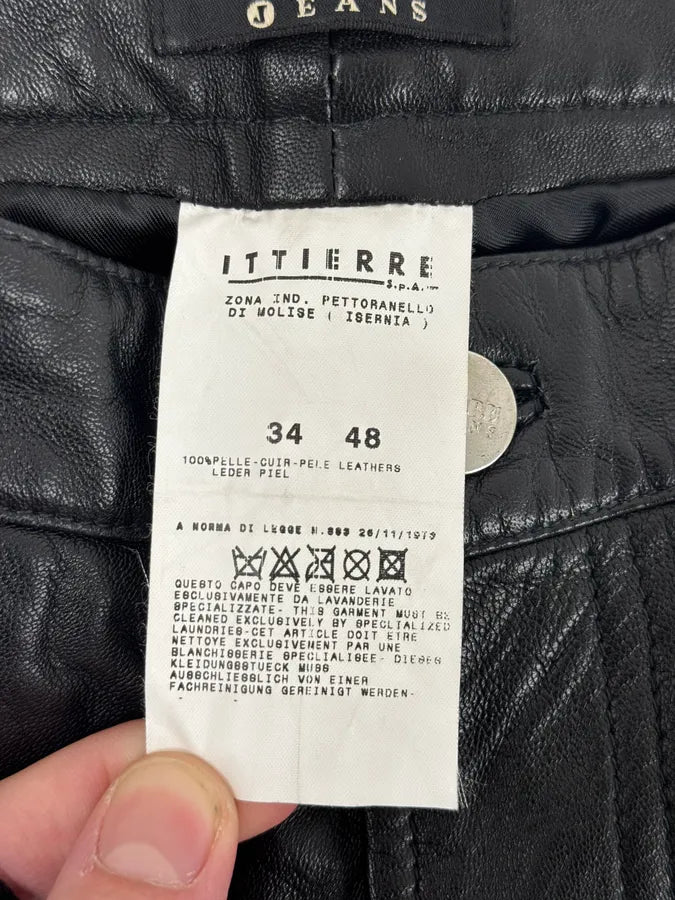 JEANS
ITTIERRE
S.p.A.
ZONA IND. PETTORANELLO
DI MOLISE ( ISERNIA )
34 48
100%PELLE-CUIR-PELE LEATHERS
LEDER PIEL
A NORMA DI LEGGE N.883 26/11/1973
QUESTO CAPO DEVE ESSERE LAVATO
ESCLUSIVAMENTE DA LAVANDERIE
SPECIALIZZATE- THIS GARMENT MUST BE
CLEANED EXCLUSIVELY BY SPECIALIZED
LAUNDRIES-CET ARTICLE DOIT ETRE
NETTOYE EXCLUSIVEMENT PAR UNE
BLANCHISSERIE SPECIALISEE- DIESES
KLEIDUNGSSTUECK MUSS
AUSSCHLIESSLICH VON EINER
FACHREINIGUNG GEREINIGT WERDEN-